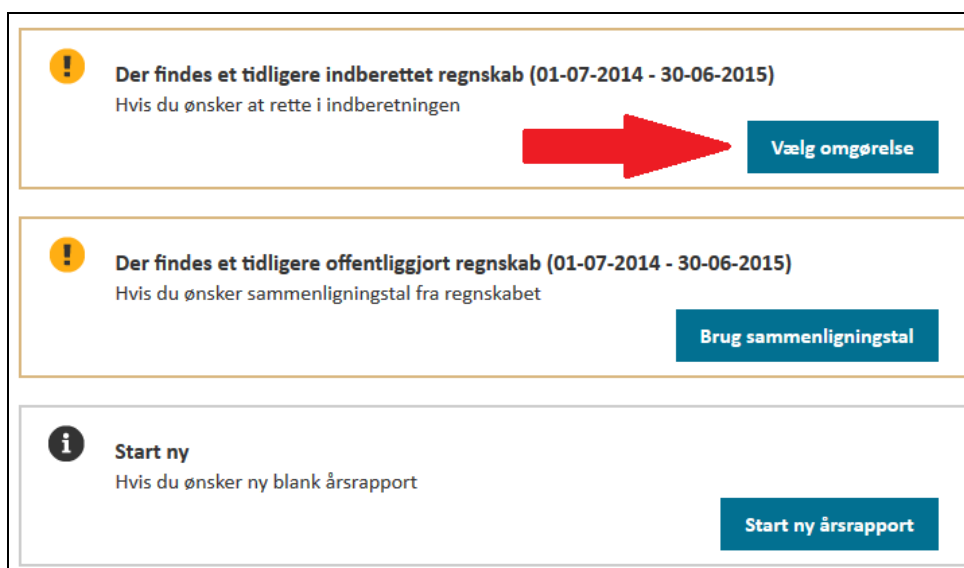 Der findes et tidligere indberettet regnskab (01-07-2014 - 30-06-2015)
Hvis du ønsker at rette i indberetningen
Vælg omgørelse
Der findes et tidligere offentliggjort regnskab (01-07-2014 - 30-06-2015)
Hvis du ønsker sammenligningstal fra regnskabet
Brug sammenligningstal
Start ny
Hvis du ønsker ny blank årsrapport
Start ny årsrapport